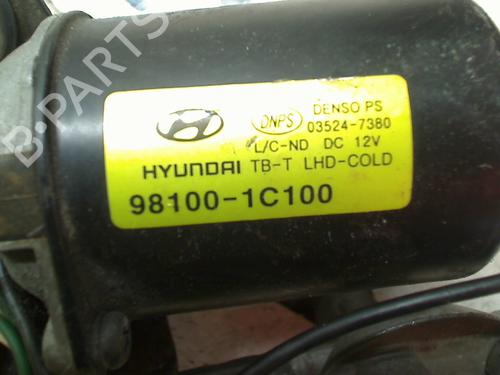 DNPS
DENSO PS
03524-7380
L/C-ND DC 12V
HYUNDAI TB-T LHD-COLD
98100-1C100
B-PARTS